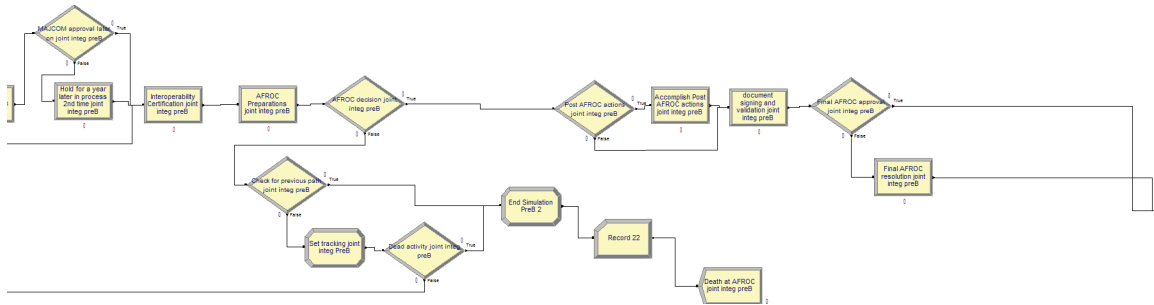 MAJCOM approval later
on joint integ preB
True
False
Hold for a year
later in process
2nd time joint
integ preB
Interoperability
Certification joint
integ preB
AFROC
Preparations
joint integ preB
AFROC decision joint
integ preB
True
False
Post AFROC actions
joint integ preB
True
False
Accomplish Post
AFROC actions
joint integ preB
document
signing and
validation joint
integ preB
Final AFROC approval
joint integ preB
True
False
Final AFROC
resolution joint
integ preB
Check for previous path
joint integ preB
True
False
Set tracking joint
integ PreB
Dead activity joint integ
preB
True
False
End Simulation
PreB 2
Record 22
Death at AFROC
joint integ preB